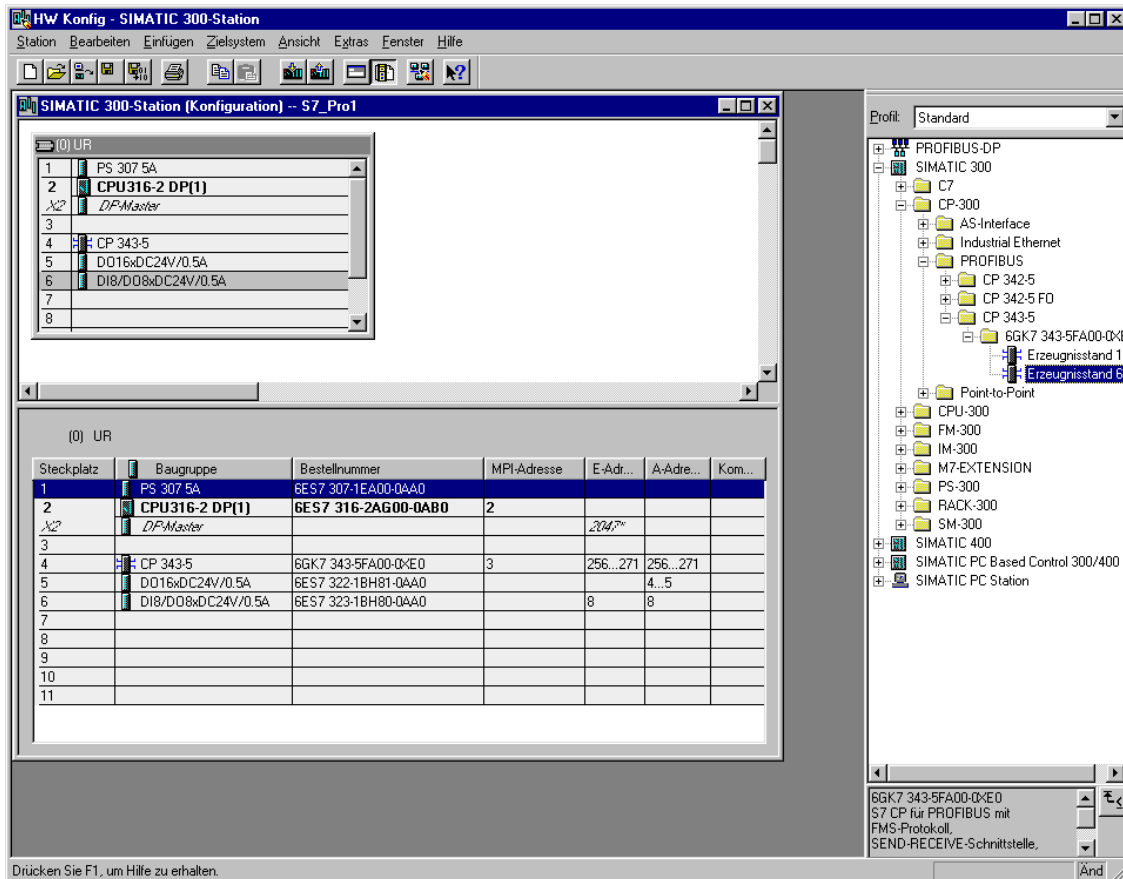 HW Konfig - SIMATIC 300-Station
Station Bearbeiten Einfügen Zielsystem Ansicht Extras Fenster Hilfe
SIMATIC 300-Station (Konfiguration) -- S7_Pro1
(0) UR
1 PS 307 5A
2 CPU316-2 DP(1)
X2 DP-Master
3
4 CP 343-5
5 DO16xDC24V/0.5A
6 DI8/DO8xDC24V/0.5A
7
8
(0) UR
Steckplatz Baugruppe Bestellnummer MPI-Adresse E-Adr... A-Adre... Kom...
1 PS 307 5A 6ES7 307-1EA00-0AA0
2 CPU316-2 DP(1) 6ES7 316-2AG00-0AB0 2
X2 DP-Master 2047*
3
4 CP 343-5 6GK7 343-5FA00-0XE0 3 256...271 256...271
5 DO16xDC24V/0.5A 6ES7 322-1BH81-0AA0 4...5
6 DI8/DO8xDC24V/0.5A 6ES7 323-1BH80-0AA0 8 8
7
8
9
10
11
Profil: Standard
PROFIBUS-DP
SIMATIC 300
C7
CP-300
AS-Interface
Industrial Ethernet
PROFIBUS
CP 342-5
CP 342-5 FO
CP 343-5
6GK7 343-5FA00-0XE
Erzeugnisstand 1
Erzeugnisstand 6
Point-to-Point
CPU-300
FM-300
IM-300
M7-EXTENSION
PS-300
RACK-300
SM-300
SIMATIC 400
SIMATIC PC Based Control 300/400
SIMATIC PC Station
6GK7 343-5FA00-0XE0
S7 CP für PROFIBUS mit
FMS-Protokoll,
SEND-RECEIVE-Schnittstelle,
Drücken Sie F1, um Hilfe zu erhalten.
Änd